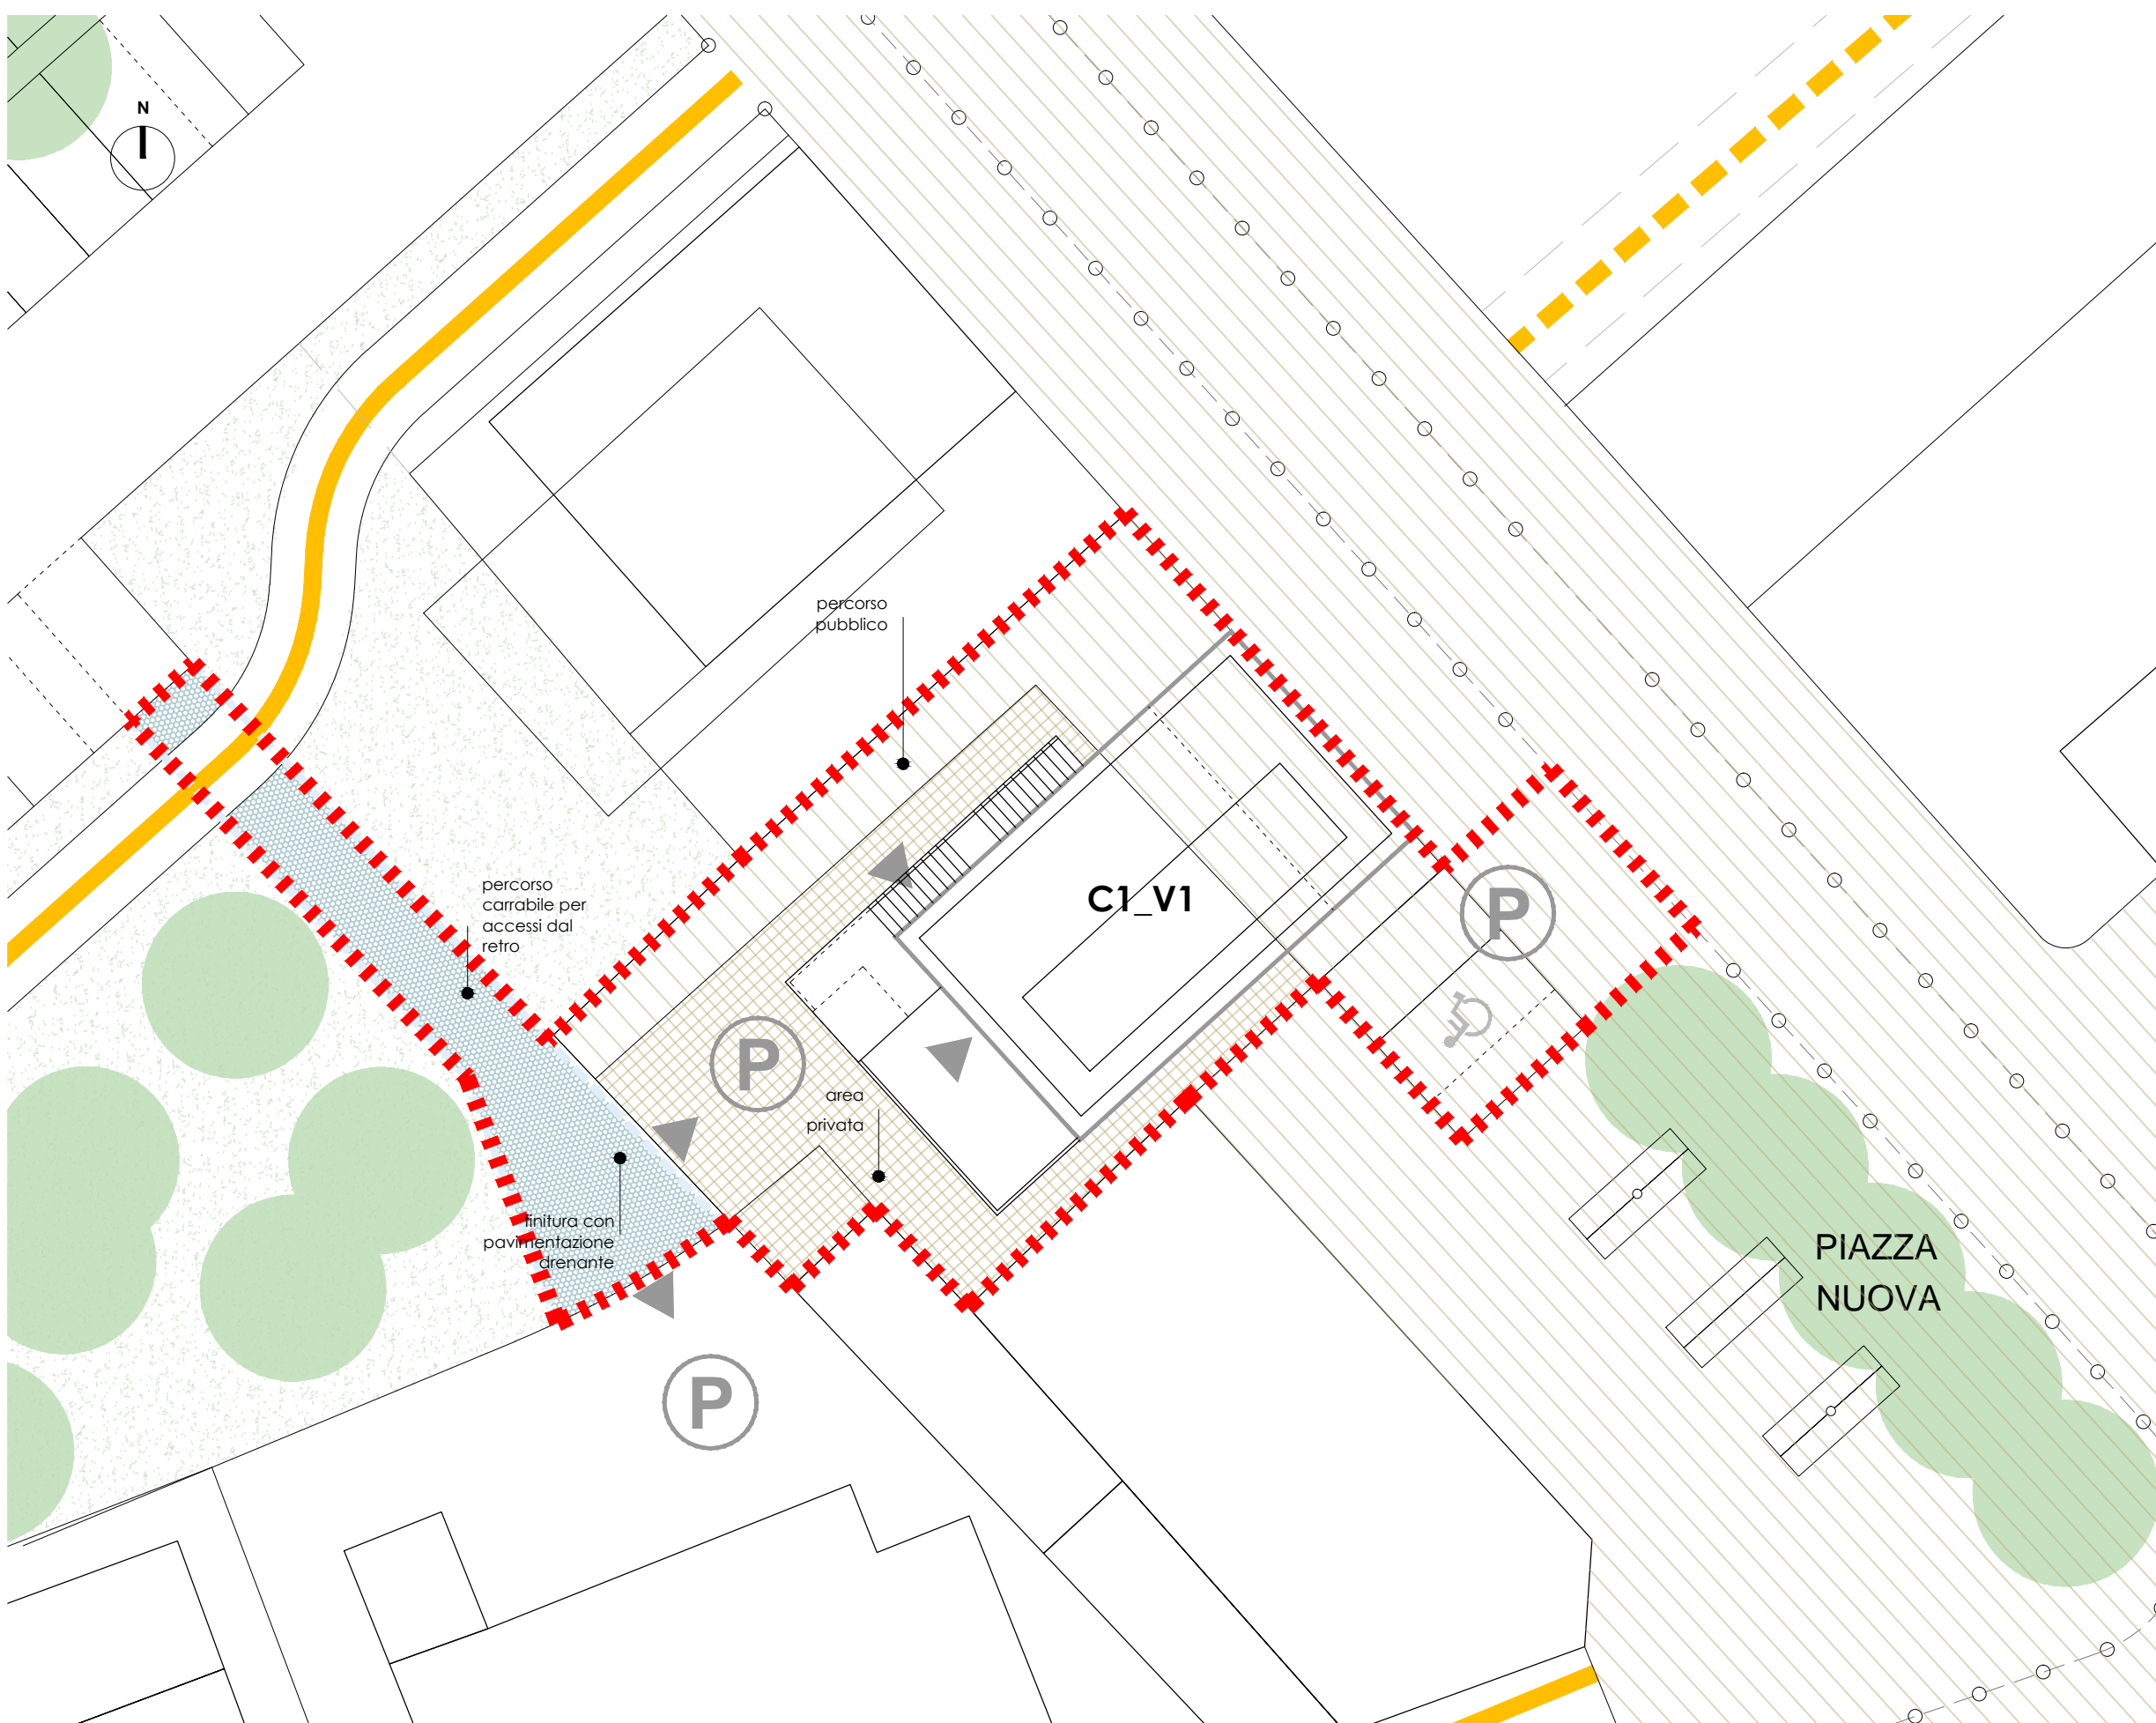 N
percorso
pubblico
percorso
carrabile per
accessi dal
retro
C1_V1
P
P
area
privata
finitura con
pavimentazione
drenante
P
PIAZZA
NUOVA